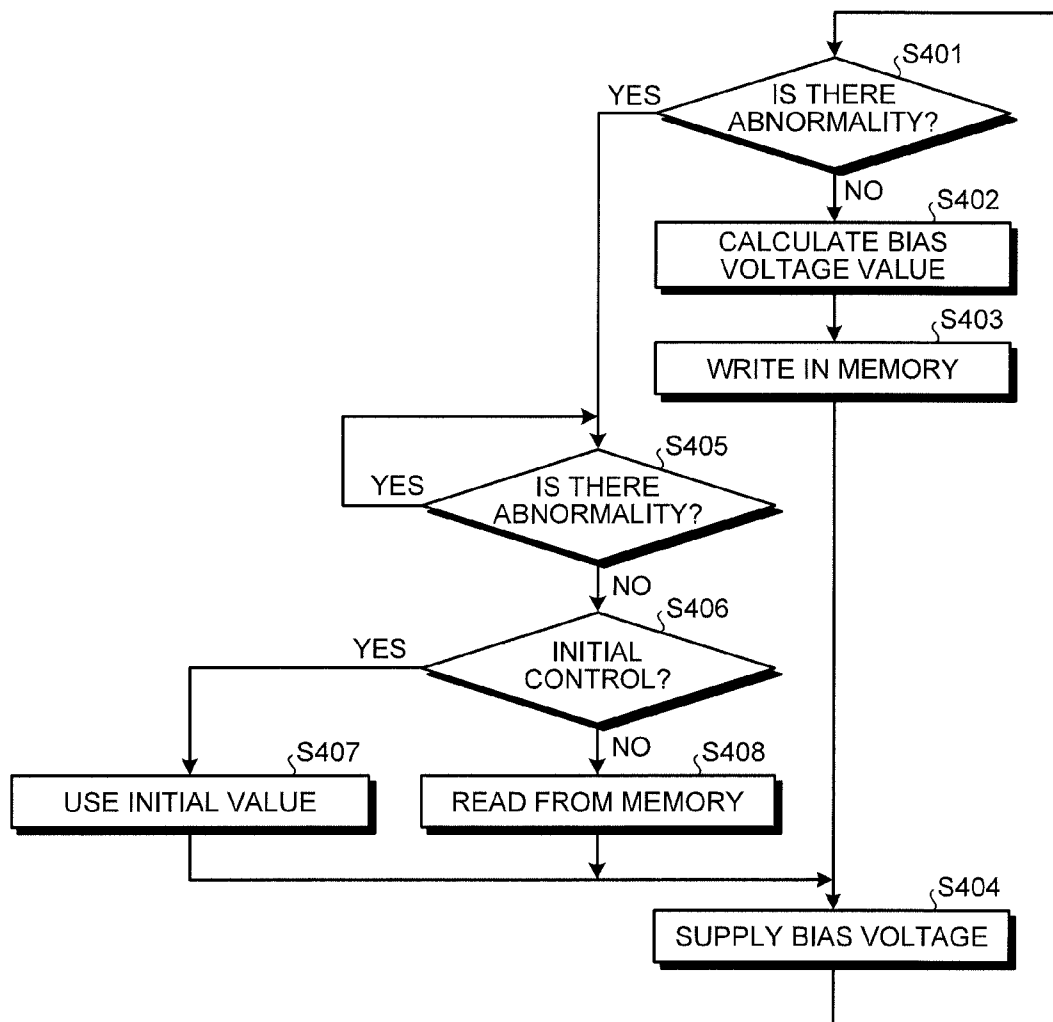 S401
IS THERE
ABNORMALITY?
YES
NO
S402
CALCULATE BIAS
VOLTAGE VALUE
S403
WRITE IN MEMORY
S405
IS THERE
ABNORMALITY?
YES
NO
S406
INITIAL
CONTROL?
YES
NO
S407
USE INITIAL VALUE
S408
READ FROM MEMORY
S404
SUPPLY BIAS VOLTAGE